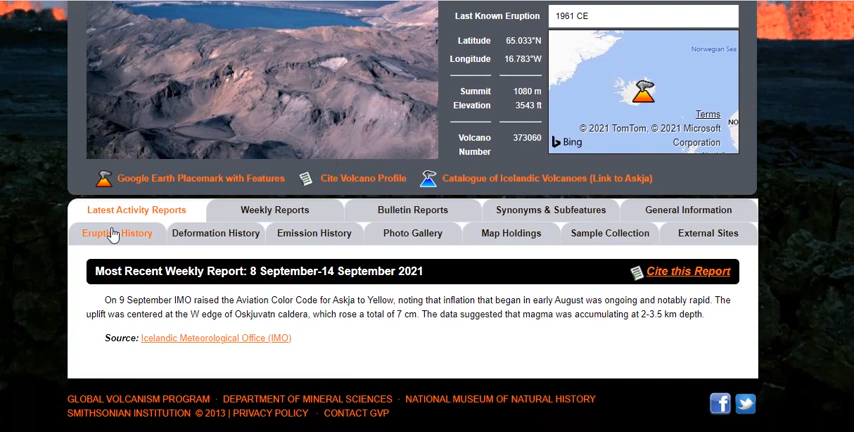 Last Known Eruption 1961 CE
Latitude 65.033°N
Longitude 16.783°W
Summit 1080 m
Elevation 3543 ft
Volcano 373060
Number
Norwegian Sea
Terms
NO
© 2021 TomTom, © 2021 Microsoft
Corporation
Bing
Google Earth Placemark with Features Cite Volcano Profile Catalogue of Icelandic Volcanoes (Link to Askja)
Latest Activity Reports Weekly Reports Bulletin Reports Synonyms & Subfeatures General Information
Eruption History Deformation History Emission History Photo Gallery Map Holdings Sample Collection External Sites
Most Recent Weekly Report: 8 September-14 September 2021 Cite this Report
On 9 September IMO raised the Aviation Color Code for Askja to Yellow, noting that inflation that began in early August was ongoing and notably rapid. The
uplift was centered at the W edge of Oskjuvatn caldera, which rose a total of 7 cm. The data suggested that magma was accumulating at 2-3.5 km depth.
Source: Icelandic Meteorological Office (IMO)
GLOBAL VOLCANISM PROGRAM · DEPARTMENT OF MINERAL SCIENCES · NATIONAL MUSEUM OF NATURAL HISTORY
SMITHSONIAN INSTITUTION © 2013 | PRIVACY POLICY · CONTACT GVP